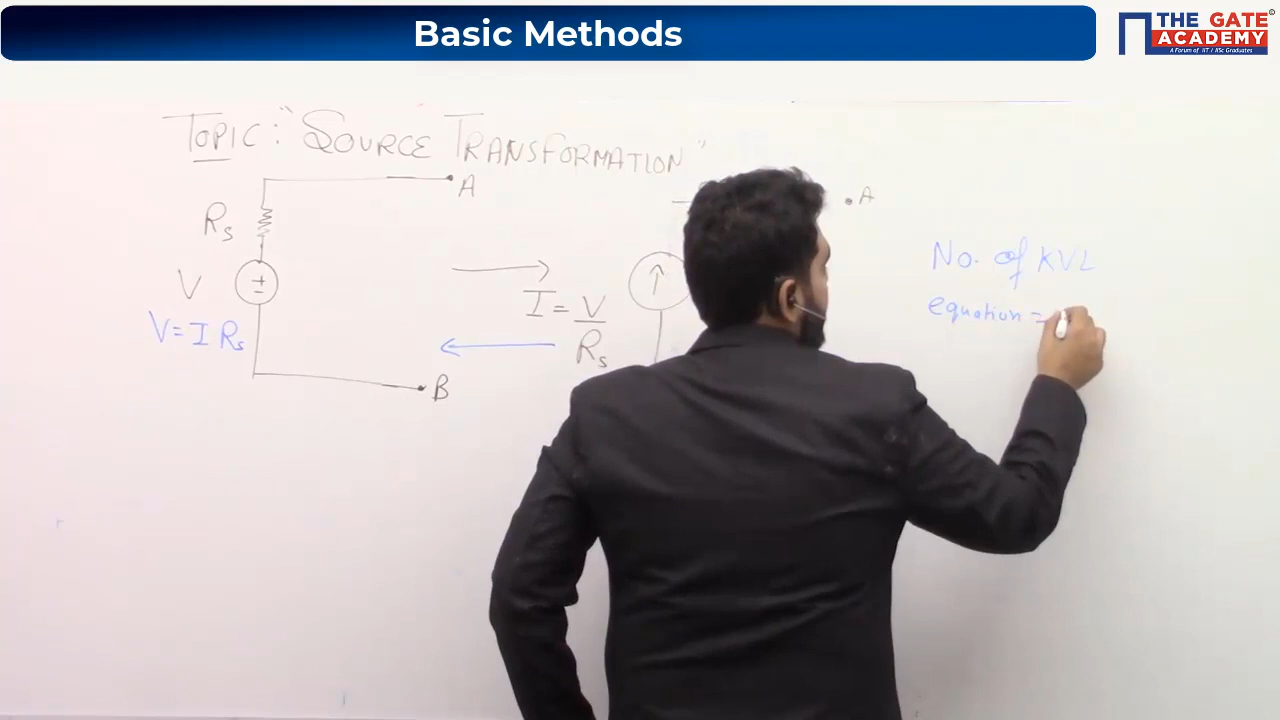 Basic Methods
THE GATE ACADEMY
A Forum of IIT / IISc Graduates
TOPIC: "SOURCE TRANSFORMATION"
A
Rs
+
-
V
V = I Rs
B
I = V
Rs
A
No. of KVL
equation =